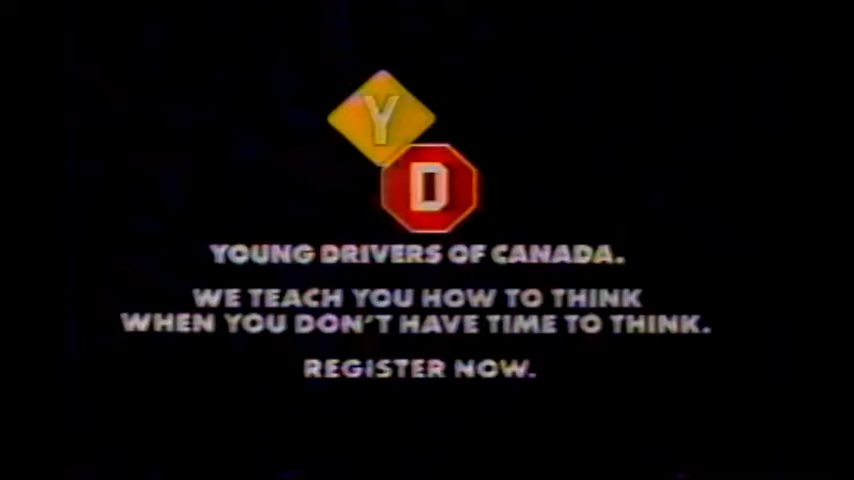 Y
D
YOUNG DRIVERS OF CANADA.
WE TEACH YOU HOW TO THINK
WHEN YOU DON'T HAVE TIME TO THINK.
REGISTER NOW.